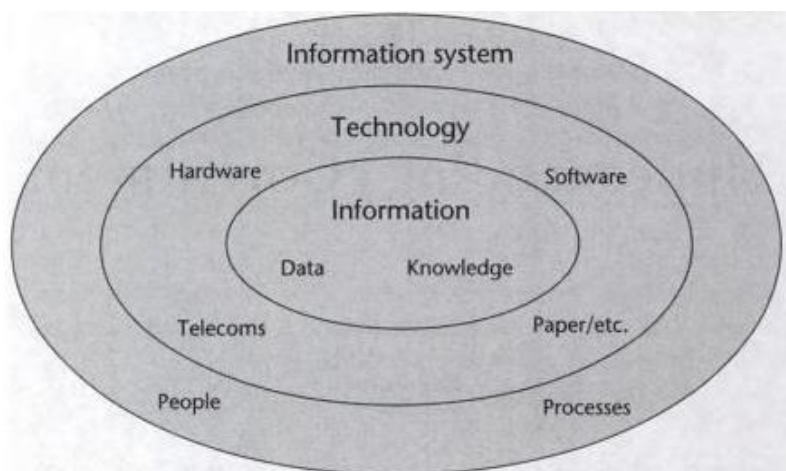 Information system
Technology
Hardware
Software
Information
Data Knowledge
Telecoms
Paper/etc.
People
Processes